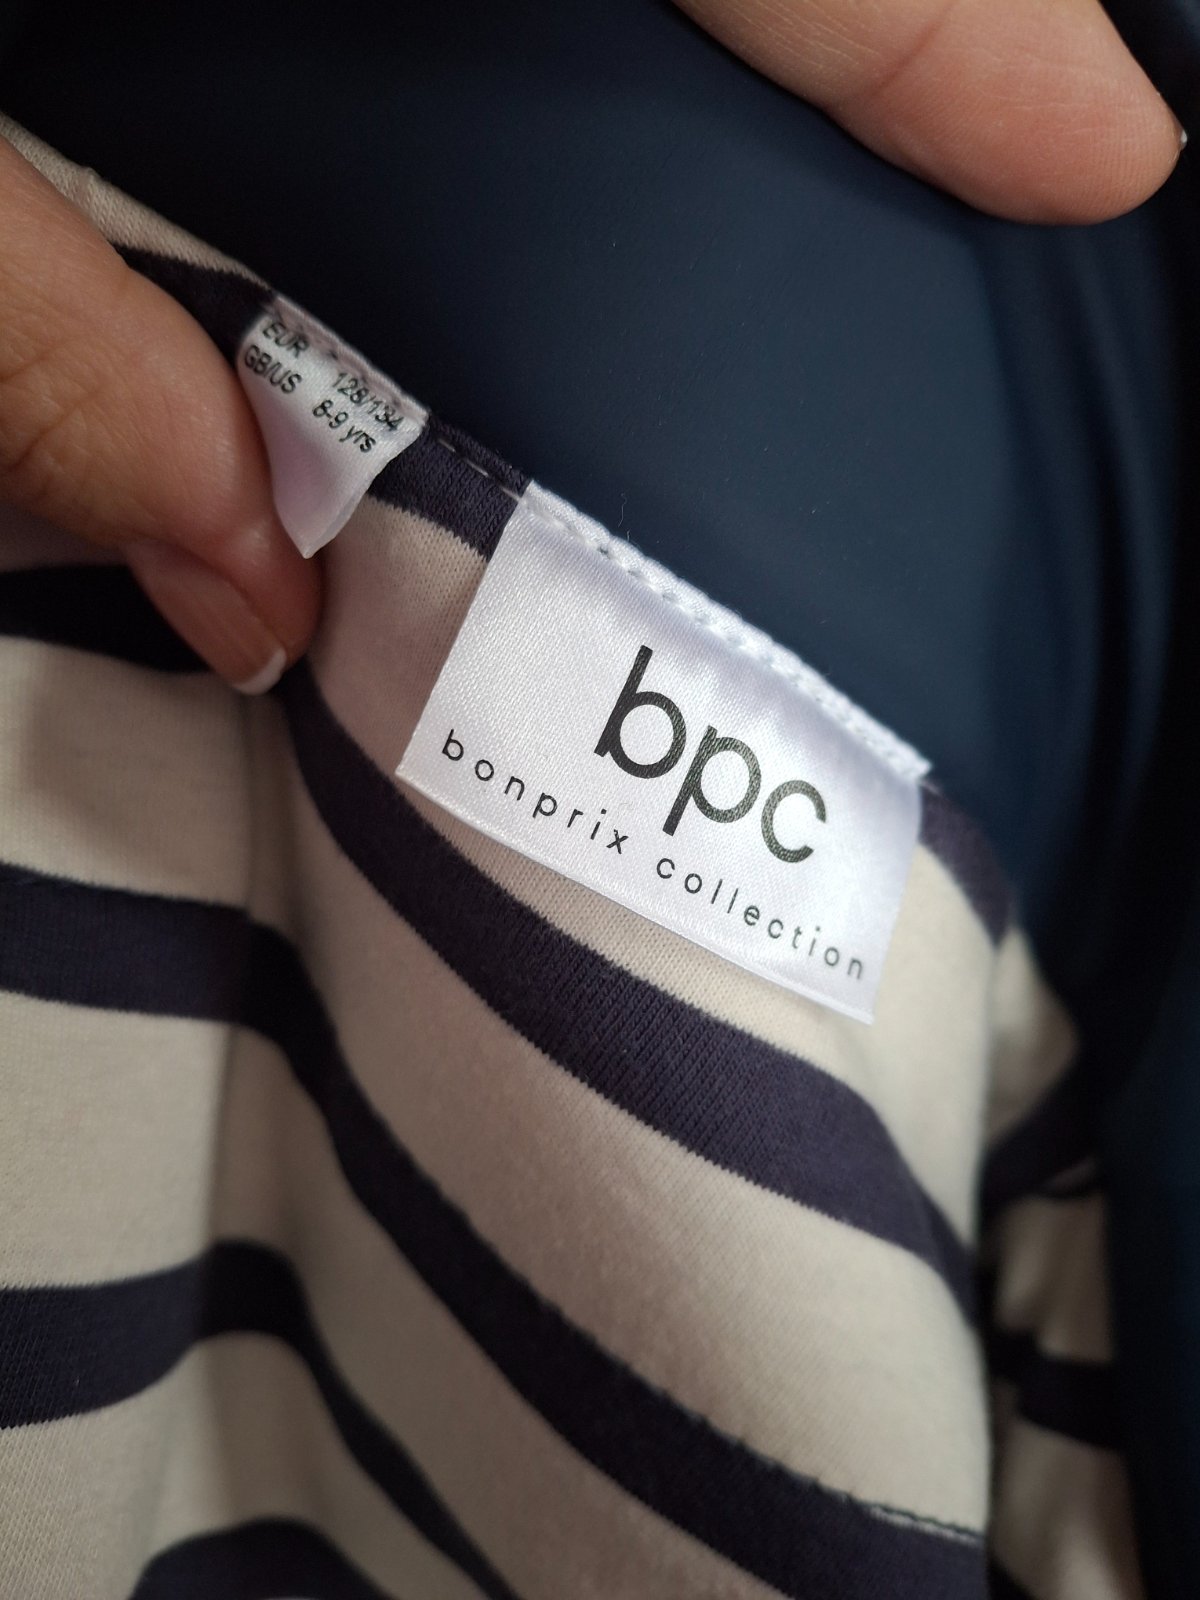 EUR 128/134
GB/US 8-9 yrs
bpc
bonprix collection